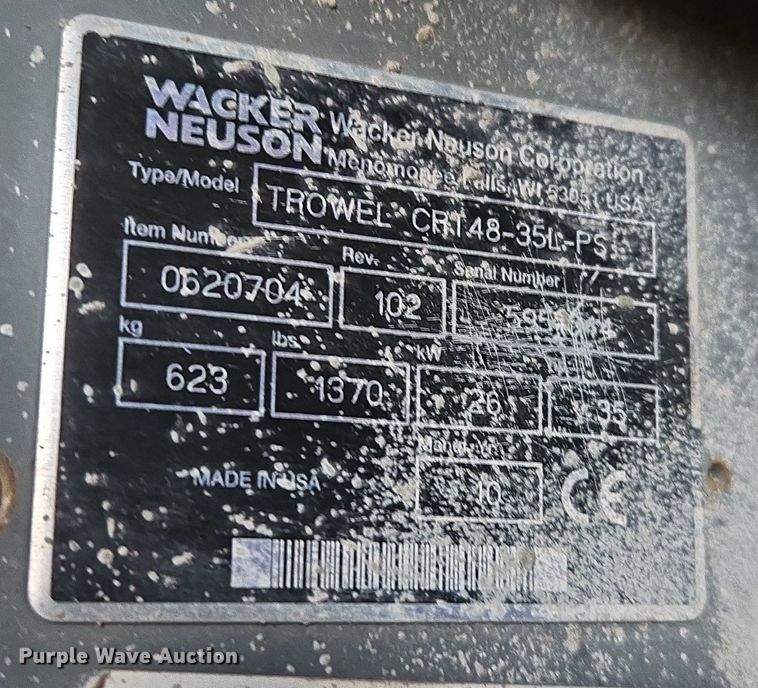 WACKER
NEUSON
Wacker Neuson Corporation
Menomonee Falls, WI 53051 USA
Type/Model
TROWEL CRT48-35L-PS
Item Number
Rev.
Serial Number
0620704
102
kg
lbs
kW
623
1370
26
35
Manuf. Yr.
MADE IN USA
10
CE
Purple Wave Auction